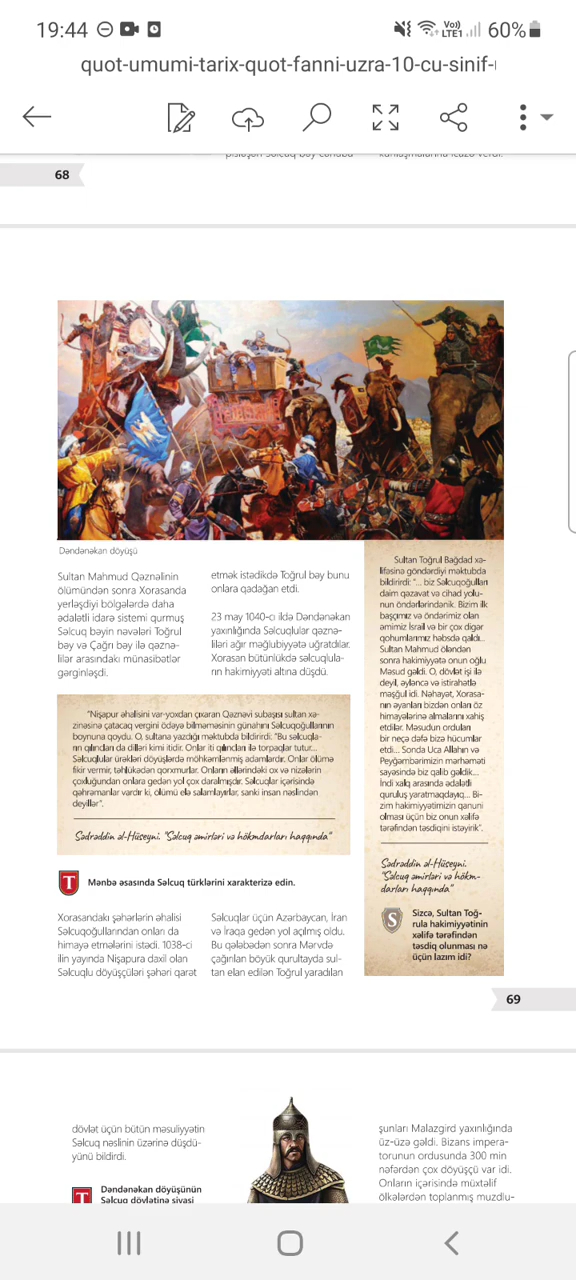 19:44
Vo)) LTE1 60%
quot-umumi-tarix-quot-fanni-uzra-10-cu-sinif-
68
Dəndənəkan döyüşü
Sultan Mahmud Qəznəlinin
ölümündən sonra Xorasanda
yerləşdiyi bölgələrdə daha
ədalətli idarə sistemi qurmuş
Səlcuq bəyin nəvələri Toğrul
bəy və Çağrı bəy ilə qəznə-
lilər arasındakı münasibətlər
gərginləşdi.
etmək istədikdə Toğrul bəy bunu
onlara qadağan etdi.
23 may 1040-cı ildə Dəndənəkan
yaxınlığında Səlcuqlular qəznə-
liləri ağır məğlubiyyətə uğratdılar.
Xorasan bütünlükdə səlcuqlula-
rın hakimiyyəti altına düşdü.
"Nişapur əhalisini var-yoxdan çıxaran Qəznəvi subaşısı sultan xə-
zinəsinə çatacaq vergini ödəyə bilməməsinin günahını Səlcuqoğullarının
boynuna qoydu. O, sultana yazdığı məktubda bildirirdi: "Bu səlcuqla-
rın qılıncları da dilləri kimi itidir. Onlar iti qılıncları ilə torpaqlar tutur...
Səlcuqlular ürəkləri döyüşlərdə möhkəmlənmiş adamlardır. Onlar ölümə
fikir vermir, təhlükədən qorxmurlar. Onların əllərindəki ox və nizələrin
çoxluğundan onlara gedən yol çox daralmışdır. Səlcuqlar içərisində
qəhrəmanlar vardır ki, ölümü elə salamlayırlar, sanki insan nəslindən
deyillər".
Sədrəddin əl-Hüseyni. "Səlcuq əmirləri və hökmdarları haqqında"
T Mənbə əsasında Səlcuq türklərini xarakterizə edin.
Xorasandakı şəhərlərin əhalisi
Səlcuqoğullarından onları da
himayə etmələrini istədi. 1038-ci
ilin yayında Nişapura daxil olan
Səlcuqlu döyüşçüləri şəhəri qarət
Səlcuqlar üçün Azərbaycan, İran
və İraqa gedən yol açılmış oldu.
Bu qələbədən sonra Mərvdə
çağırılan böyük qurultayda sul-
tan elan edilən Toğrul yaradılan
Sultan Toğrul Bağdad xə-
lifəsinə göndərdiyi məktubda
bildirirdi: "... biz Səlcuqoğulları
daim qəzavat və cihad yolu-
nun öndərlərindənik. Bizim ilk
başçımız və öndərimiz olan
əmimiz İsrail və bir çox digər
qohumlarımız həbsdə qaldı...
Sultan Mahmud öləndən
sonra hakimiyyətə onun oğlu
Məsud gəldi. O, dövlət işi ilə
deyil, əyləncə və istirahətlə
məşğul idi. Nəhayət, Xorasa-
nın əyanları bizdən onları öz
himayələrinə almalarını xahiş
etdilər. Məsudun orduları
bir neçə dəfə bizə hücumlar
etdi... Sonda Uca Allahın və
Peyğəmbərimizin mərhəməti
sayəsində biz qalib gəldik...
İndi xalq arasında ədalətli
quruluş yaratmaqdayıq... Bi-
zim hakimiyyətimizin qanuni
olması üçün biz onun xəlifə
tərəfindən təsdiqini istəyirik".
Sədrəddin əl-Hüseyni.
"Səlcuq əmirləri və hökm-
darları haqqında"
S Sizcə, Sultan Toğ-
rula hakimiyyətinin
xəlifə tərəfindən
təsdiq olunması nə
üçün lazım idi?
69
dövlət üçün bütün məsuliyyətin
Səlcuq nəslinin üzərinə düşdü-
yünü bildirdi.
T Dəndənəkan döyüşünün
Səlcuq dövlətinə siyasi
şunları Malazgird yaxınlığında
üz-üzə gəldi. Bizans impera-
torunun ordusunda 300 min
nəfərdən çox döyüşçü var idi.
Onların içərisində müxtəlif
ölkələrdən toplanmış muzdlu-